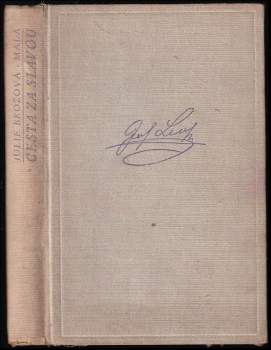 JULIE BROŽOVÁ - MALÁ
CESTA ZA SLÁVOU